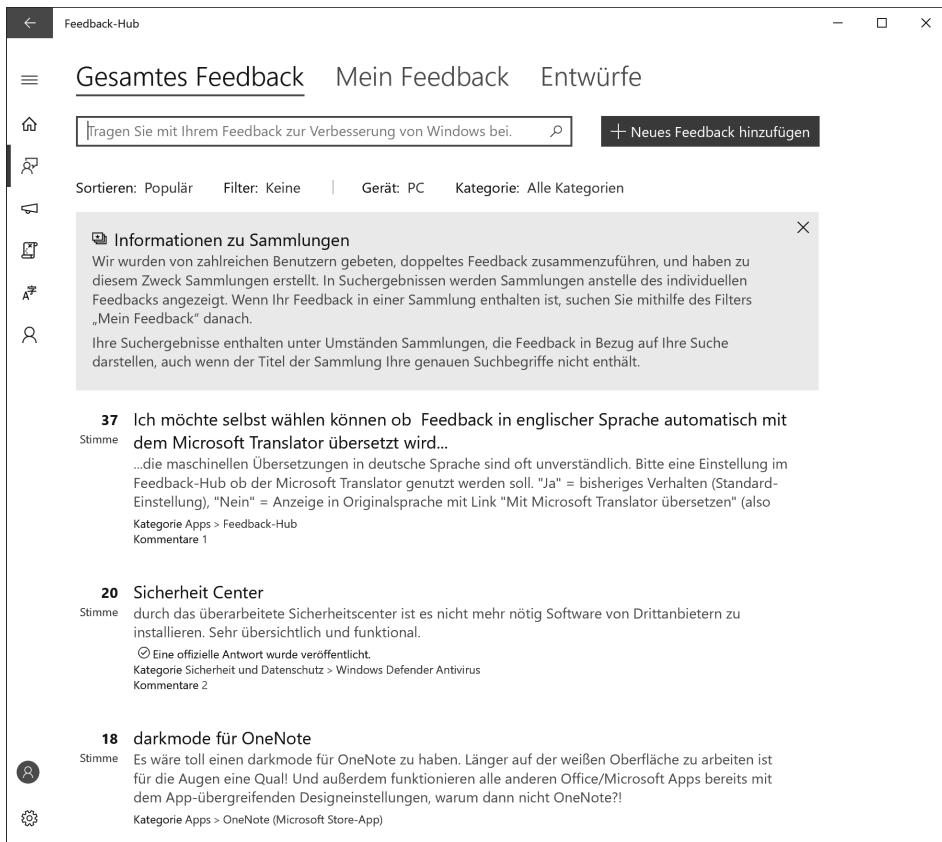 Feedback-Hub
Gesamtes Feedback Mein Feedback Entwürfe
Tragen Sie mit Ihrem Feedback zur Verbesserung von Windows bei.
Neues Feedback hinzufügen
Sortieren: Populär Filter: Keine Gerät: PC Kategorie: Alle Kategorien
Informationen zu Sammlungen
Wir wurden von zahlreichen Benutzern gebeten, doppeltes Feedback zusammenzuführen, und haben zu
diesem Zweck Sammlungen erstellt. In Suchergebnissen werden Sammlungen anstelle des individuellen
Feedbacks angezeigt. Wenn Ihr Feedback in einer Sammlung enthalten ist, suchen Sie mithilfe des Filters
„Mein Feedback“ danach.
Ihre Suchergebnisse enthalten unter Umständen Sammlungen, die Feedback in Bezug auf Ihre Suche
darstellen, auch wenn der Titel der Sammlung Ihre genauen Suchbegriffe nicht enthält.
37 Ich möchte selbst wählen können ob Feedback in englischer Sprache automatisch mit
Stimme dem Microsoft Translator übersetzt wird...
...die maschinellen Übersetzungen in deutsche Sprache sind oft unverständlich. Bitte eine Einstellung im
Feedback-Hub ob der Microsoft Translator genutzt werden soll. "Ja" = bisheriges Verhalten (Standard-
Einstellung), "Nein" = Anzeige in Originalsprache mit Link "Mit Microsoft Translator übersetzen" (also
Kategorie Apps > Feedback-Hub
Kommentare 1
20 Sicherheit Center
Stimme durch das überarbeitete Sicherheitscenter ist es nicht mehr nötig Software von Drittanbietern zu
installieren. Sehr übersichtlich und funktional.
Eine offizielle Antwort wurde veröffentlicht.
Kategorie Sicherheit und Datenschutz > Windows Defender Antivirus
Kommentare 2
18 darkmode für OneNote
Stimme Es wäre toll einen darkmode für OneNote zu haben. Länger auf der weißen Oberfläche zu arbeiten ist
für die Augen eine Qual! Und außerdem funktionieren alle anderen Office/Microsoft Apps bereits mit
dem App-übergreifenden Designeinstellungen, warum dann nicht OneNote?!
Kategorie Apps > OneNote (Microsoft Store-App)